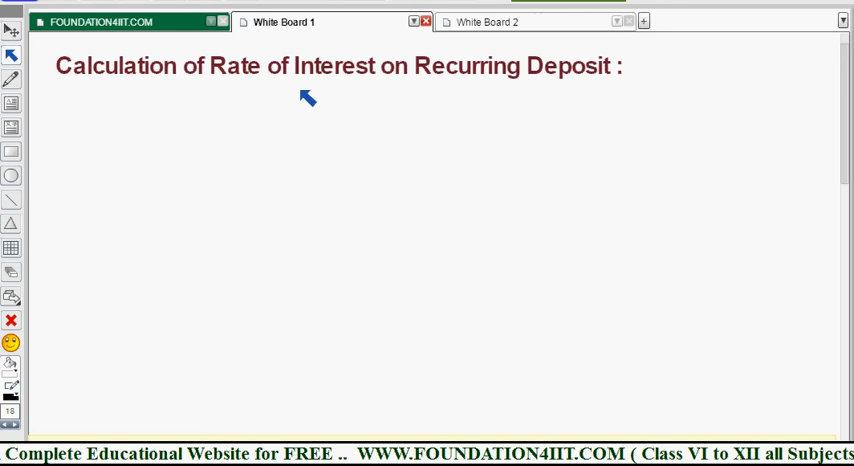 FOUNDATION4IIT.COM
White Board 1
White Board 2
Calculation of Rate of Interest on Recurring Deposit :
18
Complete Educational Website for FREE .. WWW.FOUNDATION4IIT.COM ( Class VI to XII all Subjects